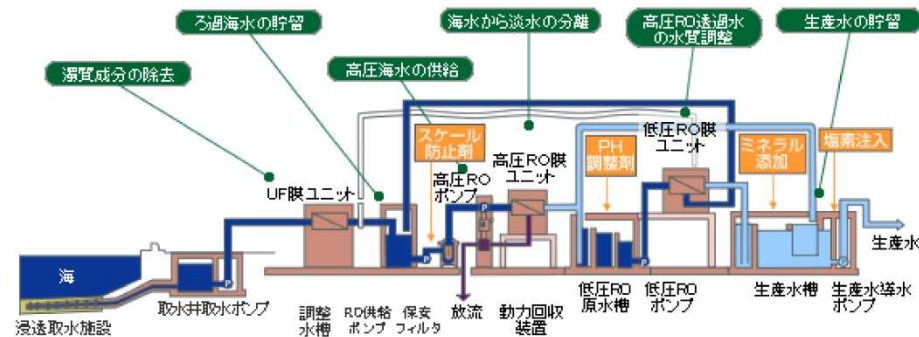 ろ過海水の貯留
海水から淡水の分離
高圧RO透過水
の水質調整
生産水の貯留
濁質成分の除去
高圧海水の供給
スケール
防止剤
低圧RO膜
ユニット
PH
調整剤
ミネラル
添加
塩素注入
高圧RO
ポンプ
高圧RO膜
ユニット
UF膜ユニット
P
P
P
P
生産水
海
取水井
取水ポンプ
浸透取水施設
調整
水槽
RO供給
ポンプ
保安
フィルタ
放流
動力回収
装置
低圧RO
原水槽
低圧RO
ポンプ
生産水槽
生産水導水
ポンプ